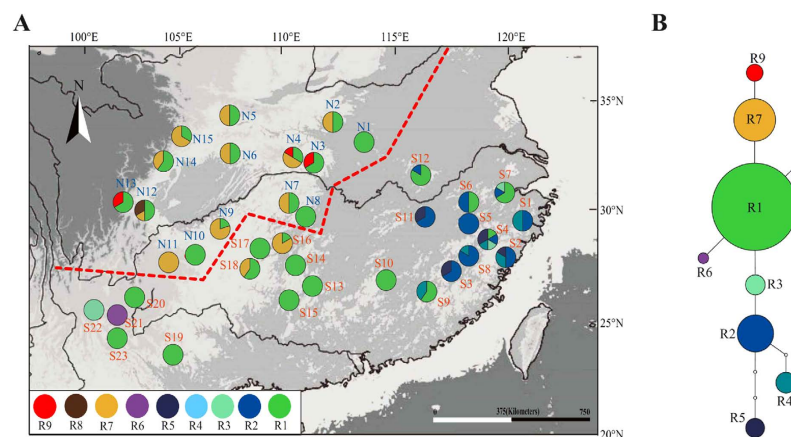 A
B
100°E 105°E 110°E 115°E 120°E
35°N
30°N
25°N
20°N
N
N5
N2
N1
N15
N14
N6
N4 N3
N13
N12
N7
N8
N9
N10
N11
S12
S7
S6
S1
S11
S5
S4
S2
S8
S3
S9
S10
S17
S16
S18
S14
S13
S15
S20
S22
S21
S23
S19
R9 R8 R7 R6 R5 R4 R3 R2 R1
0 375(Kilometers) 750
R9
R7
R1
R6
R3
R2
R4
R5